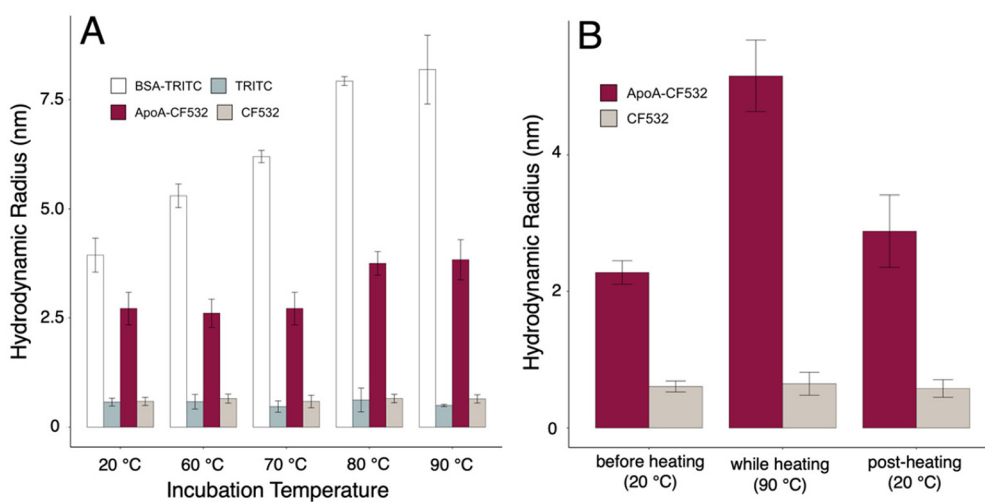 A
BSA-TRITC TRITC
ApoA-CF532 CF532
Hydrodynamic Radius (nm)
7.5
5.0
2.5
0
20 °C 60 °C 70 °C 80 °C 90 °C
Incubation Temperature
B
ApoA-CF532
CF532
Hydrodynamic Radius (nm)
4
2
0
before heating while heating post-heating
(20 °C) (90 °C) (20 °C)